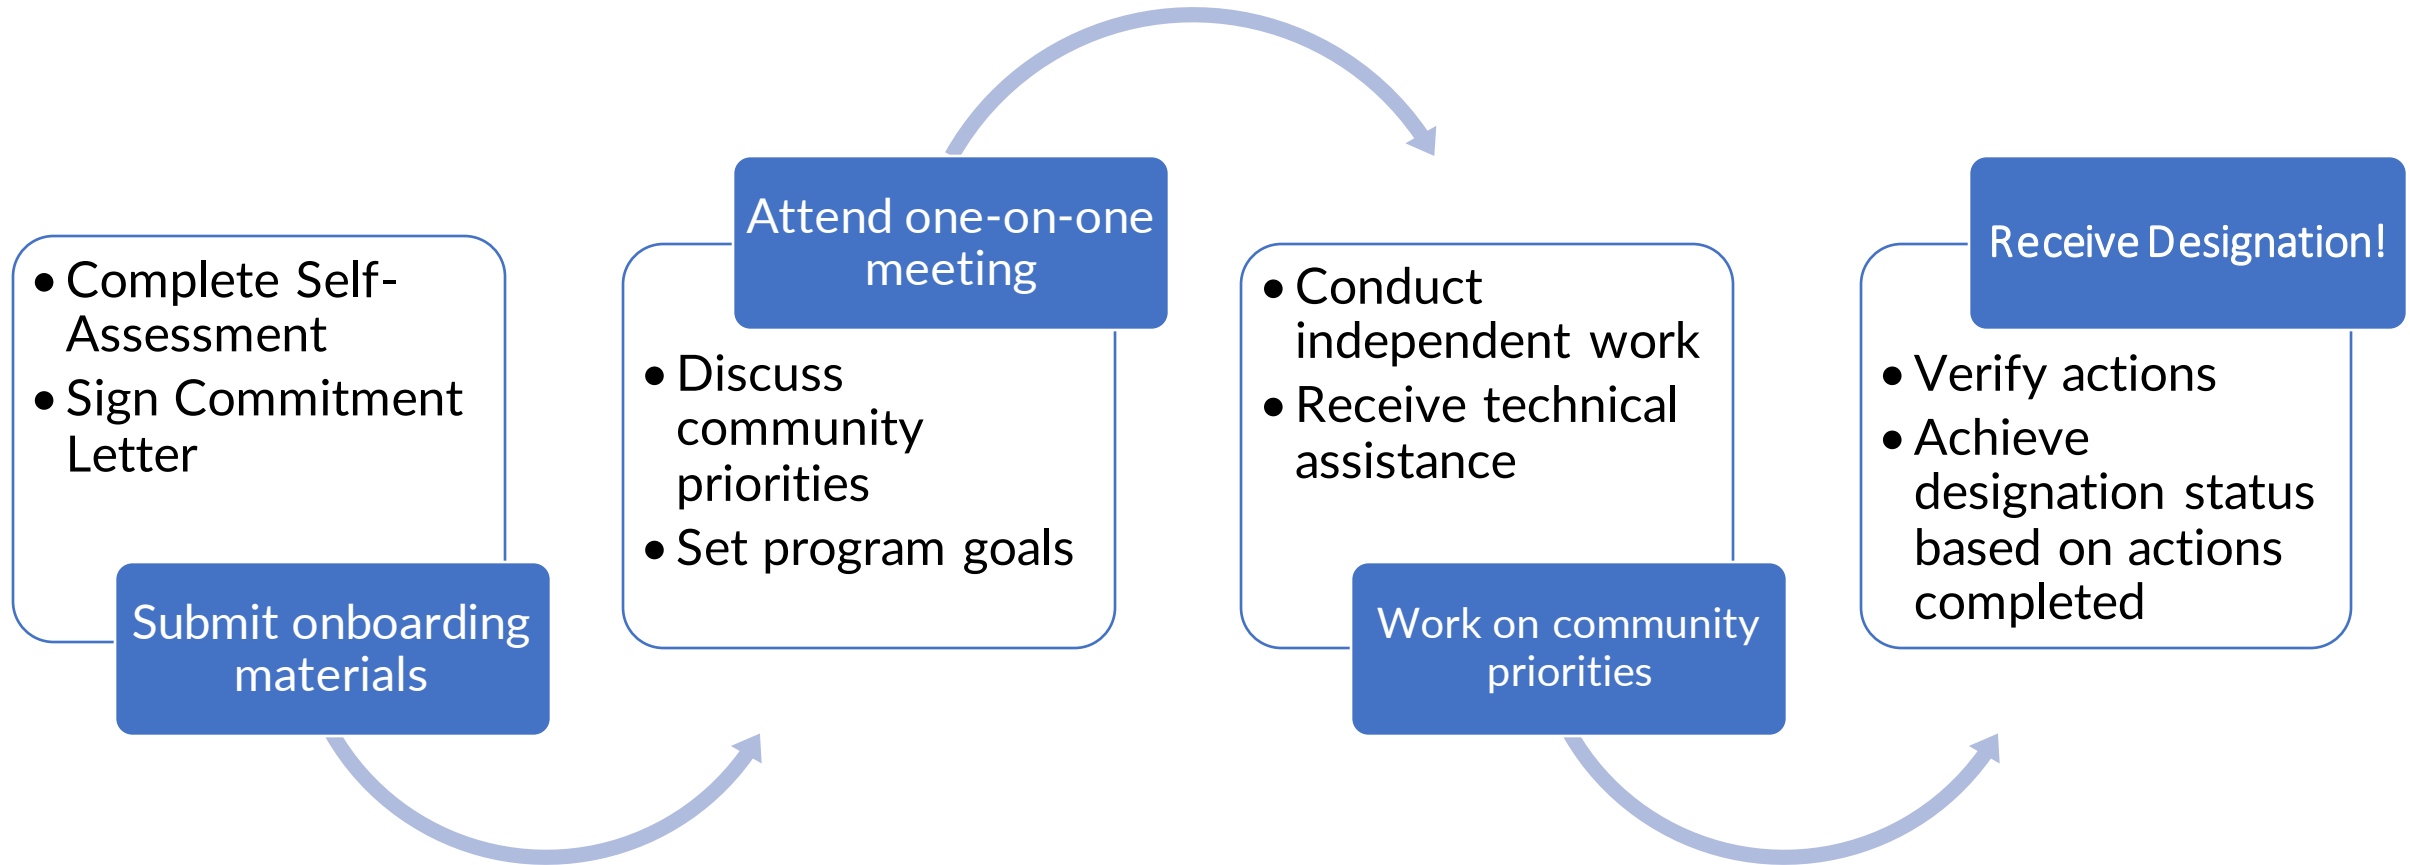 • Complete Self-
Assessment
• Sign Commitment
Letter
Submit onboarding
materials
Attend one-on-one
meeting
• Discuss
community
priorities
• Set program goals
• Conduct
independent work
• Receive technical
assistance
Work on community
priorities
Receive Designation!
• Verify actions
• Achieve
designation status
based on actions
completed